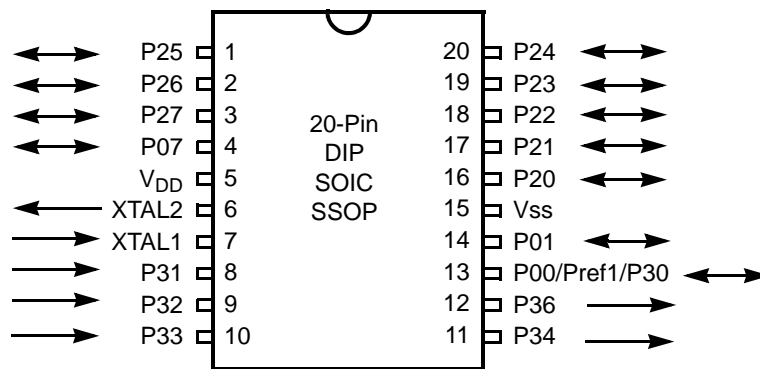 P25 1 20 P24
P26 2 19 P23
P27 3 18 P22
P07 4 20-Pin 17 P21
VDD 5 DIP 16 P20
XTAL2 6 SOIC 15 Vss
XTAL1 7 SSOP 14 P01
P31 8 13 P00/Pref1/P30
P32 9 12 P36
P33 10 11 P34